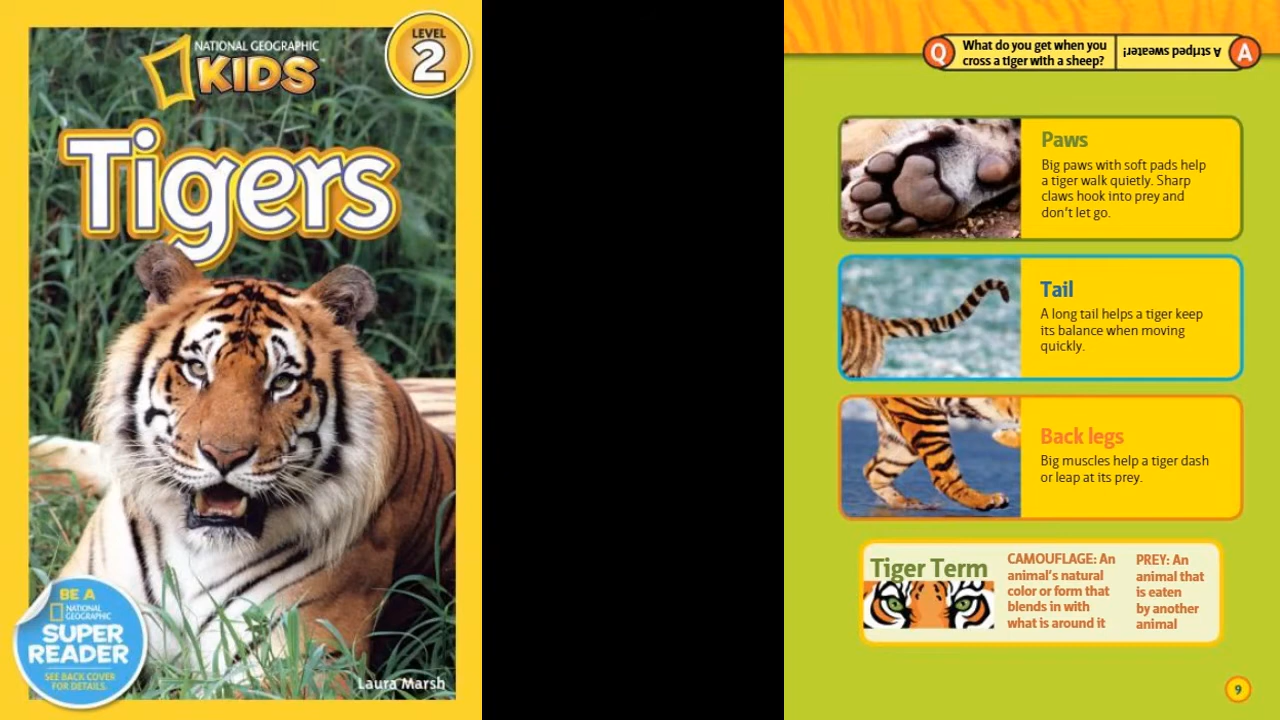 LEVEL
2
NATIONAL GEOGRAPHIC
KIDS
Tigers
BE A
NATIONAL
GEOGRAPHIC
SUPER
READER
SEE BACK COVER
FOR DETAILS.
Laura Marsh
Q
What do you get when you
cross a tiger with a sheep?
A striped sweater!
A
Paws
Big paws with soft pads help
a tiger walk quietly. Sharp
claws hook into prey and
don't let go.
Tail
A long tail helps a tiger keep
its balance when moving
quickly.
Back legs
Big muscles help a tiger dash
or leap at its prey.
Tiger Term
CAMOUFLAGE: An
animal's natural
color or form that
blends in with
what is around it
PREY: An
animal that
is eaten
by another
animal
9